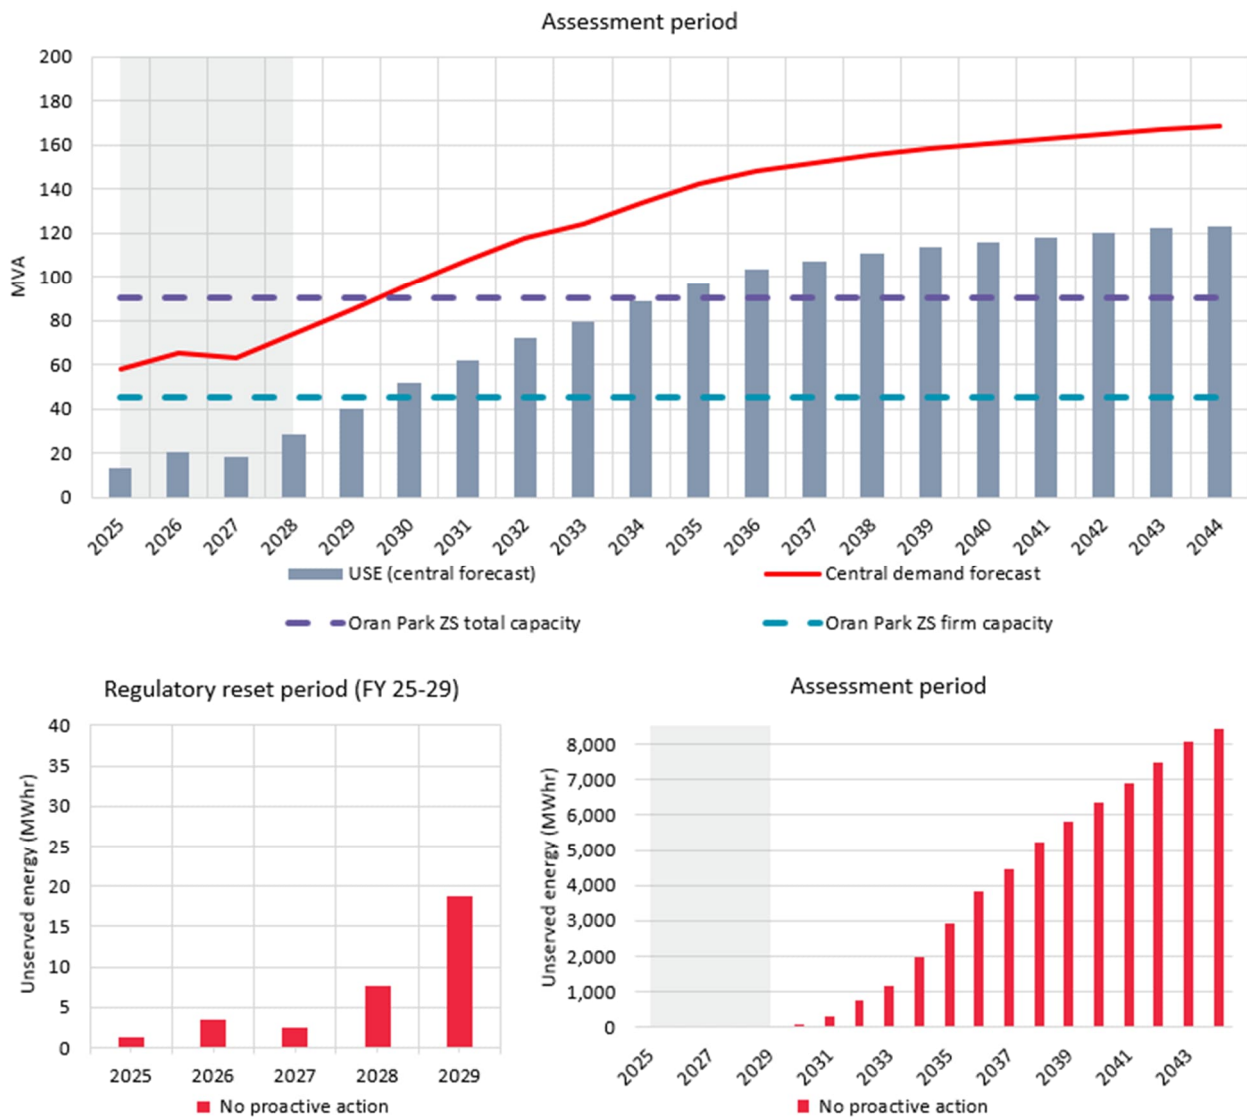 Assessment period
200
180
160
140
120
100
80
60
40
20
0
MVA
2025 2026 2027 2028 2029 2030 2031 2032 2033 2034 2035 2036 2037 2038 2039 2040 2041 2042 2043 2044
USE (central forecast) Central demand forecast
Oran Park ZS total capacity Oran Park ZS firm capacity
Regulatory reset period (FY 25-29)
40
35
30
25
20
15
10
5
0
Unserved energy (MWhr)
2025 2026 2027 2028 2029
No proactive action
Assessment period
8,000
7,000
6,000
5,000
4,000
3,000
2,000
1,000
0
Unserved energy (MWhr)
2025 2027 2029 2031 2033 2035 2037 2039 2041 2043
No proactive action